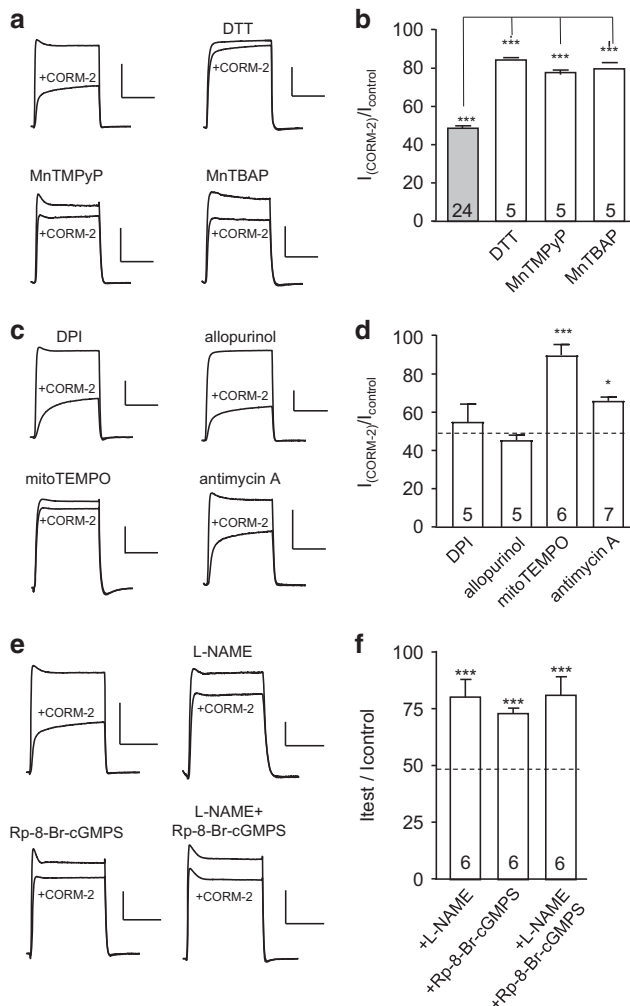 a
+CORM-2
DTT
+CORM-2
MnTMPyP
+CORM-2
MnTBAP
+CORM-2
b
I(CORM-2)/Icontrol
100
80
60
40
20
0
***
***
***
***
24
5
5
5
DTT
MnTMPyP
MnTBAP
c
DPI
+CORM-2
allopurinol
+CORM-2
mitoTEMPO
+CORM-2
antimycin A
+CORM-2
d
I(CORM-2)/Icontrol
100
80
60
40
20
0
***
*
5
5
6
7
DPI
allopurinol
mitoTEMPO
antimycin A
e
+CORM-2
L-NAME
+CORM-2
Rp-8-Br-cGMPS
+CORM-2
L-NAME+
Rp-8-Br-cGMPS
+CORM-2
f
Itest / Icontrol
100
75
50
25
0
***
***
***
6
6
6
+L-NAME
+Rp-8-Br-cGMPS
+L-NAME
+Rp-8-Br-cGMPS